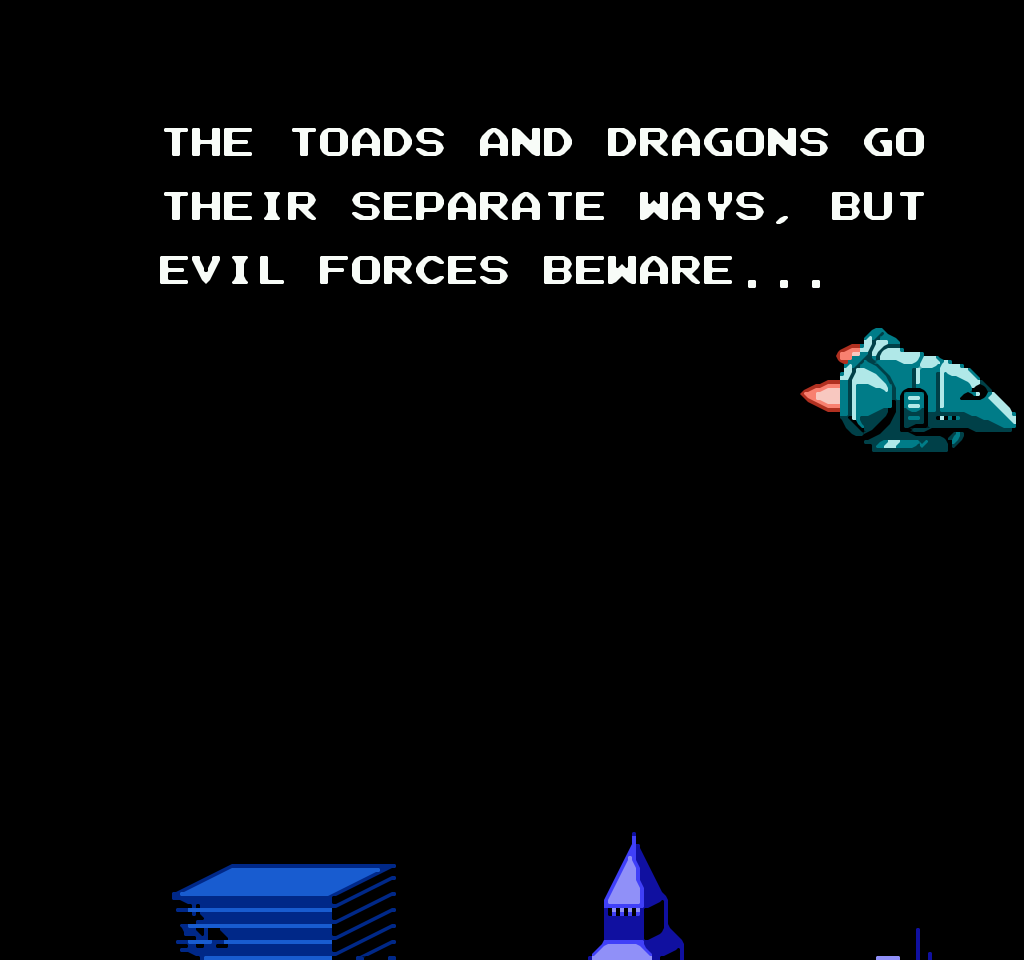 THE TOADS AND DRAGONS GO
THEIR SEPARATE WAYS, BUT
EVIL FORCES BEWARE...